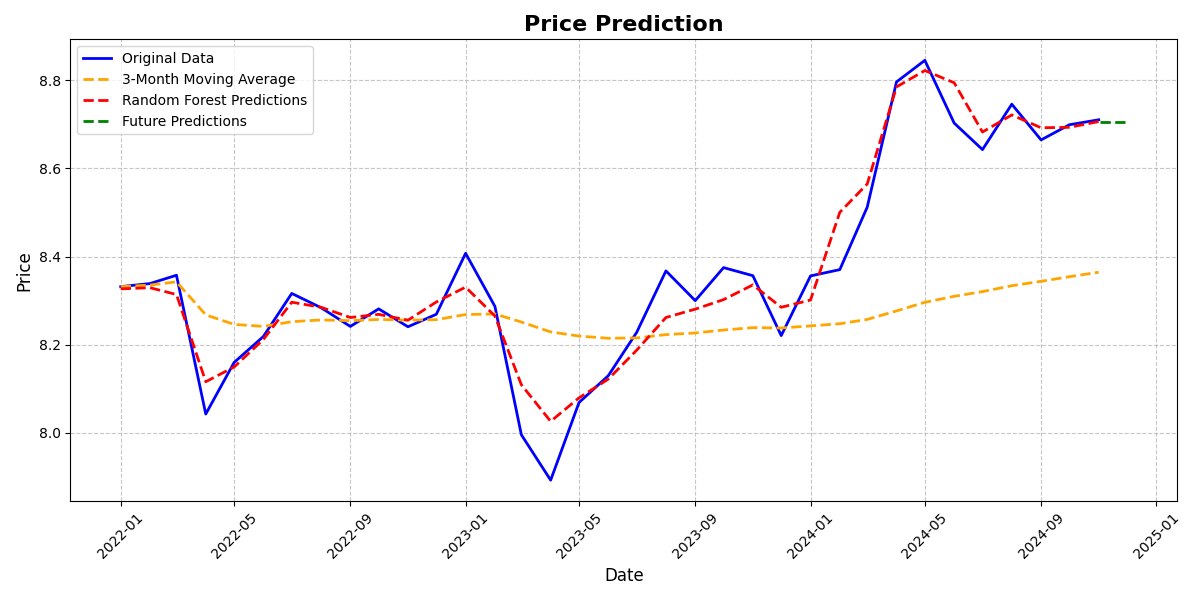 Price Prediction
Original Data
3-Month Moving Average
Random Forest Predictions
Future Predictions
Price
8.8
8.6
8.4
8.2
8.0
2022-01
2022-05
2022-09
2023-01
2023-05
2023-09
2024-01
2024-05
2024-09
2025-01
Date